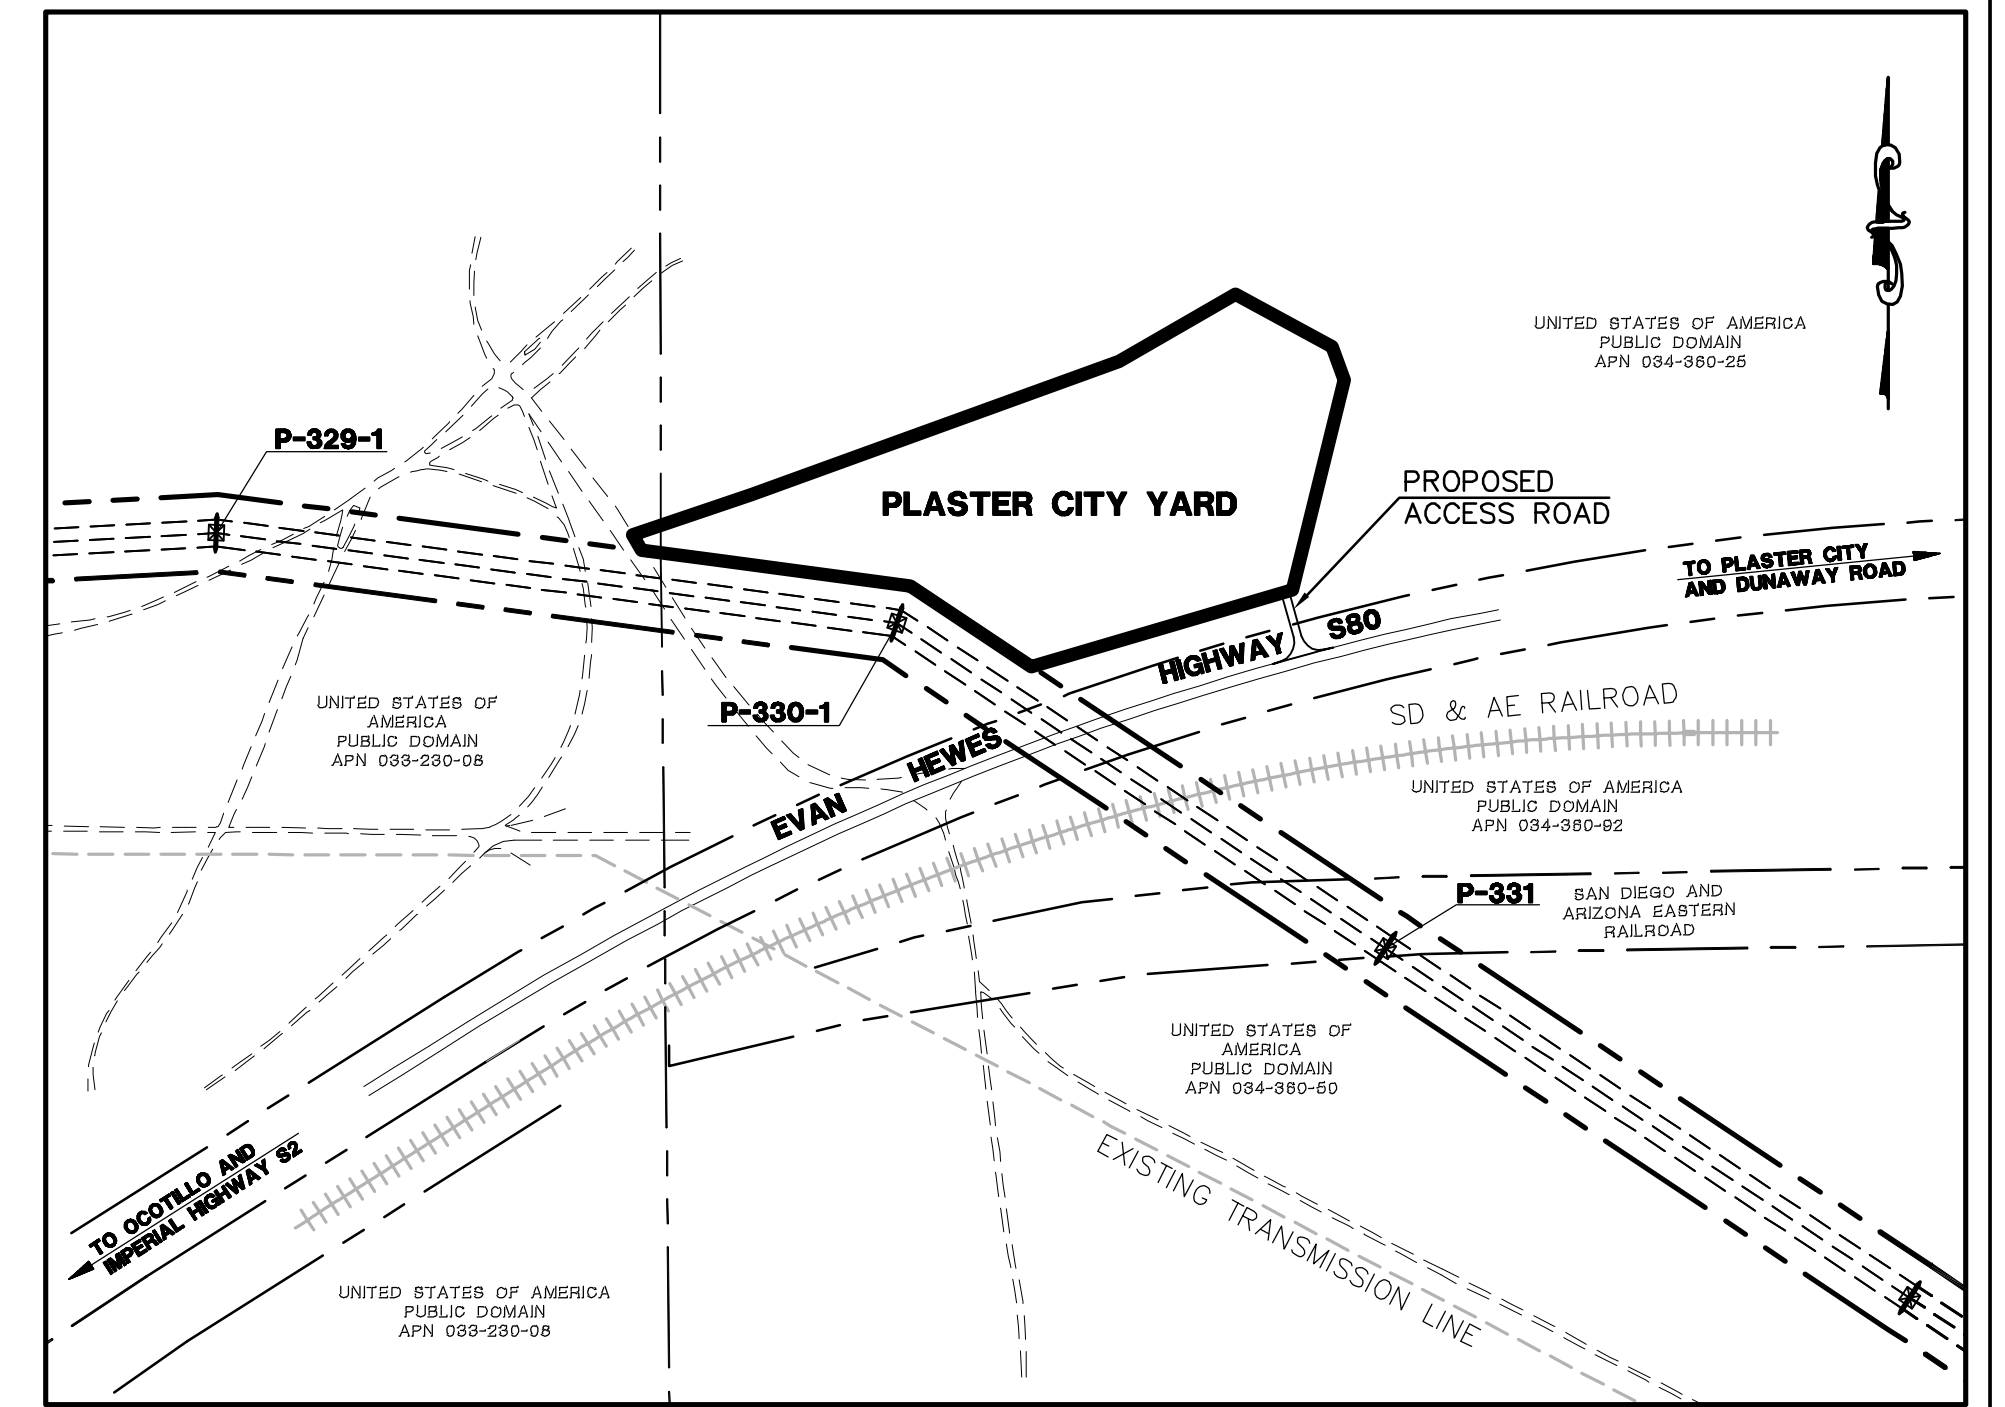 UNITED STATES OF AMERICA
PUBLIC DOMAIN
APN 034-360-25
P-329-1
PLASTER CITY YARD
PROPOSED
ACCESS ROAD
TO PLASTER CITY
AND DUNAWAY ROAD
EVAN HEWES HIGHWAY S80
UNITED STATES OF
AMERICA
PUBLIC DOMAIN
APN 033-230-08
P-330-1
SD & AE RAILROAD
UNITED STATES OF AMERICA
PUBLIC DOMAIN
APN 034-360-92
P-331
SAN DIEGO AND
ARIZONA EASTERN
RAILROAD
UNITED STATES OF
AMERICA
PUBLIC DOMAIN
APN 034-360-50
TO OCOTILLO AND
IMPERIAL HIGHWAY S2
EXISTING TRANSMISSION LINE
UNITED STATES OF AMERICA
PUBLIC DOMAIN
APN 033-230-08